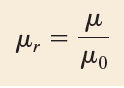 μᵣ = μ / μ₀